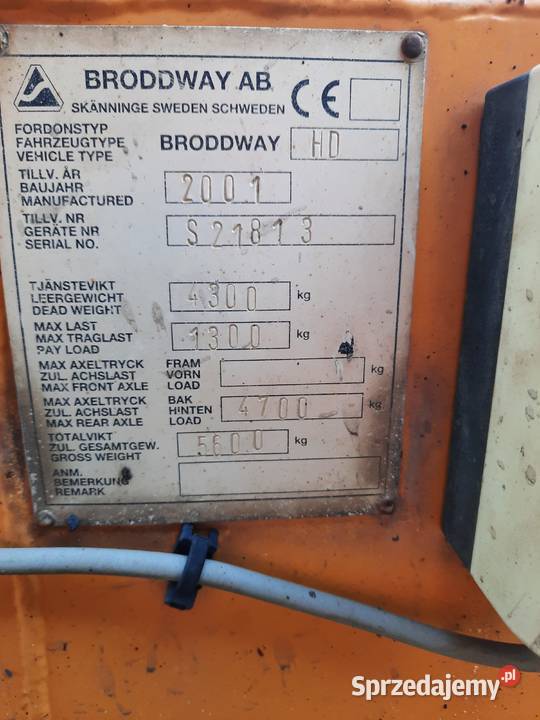 BRODDWAY AB
SKÄNNINGE SWEDEN SCHWEDEN
CE
FORDONSTYP
FAHRZEUGTYPE
VEHICLE TYPE
BRODDWAY HD
TILLV. ÅR
BAUJAHR
MANUFACTURED
2001
TILLV. NR
GERÄTE NR
SERIAL NO.
S21813
TJÄNSTEVIKT
LEERGEWICHT
DEAD WEIGHT
4300 kg
MAX LAST
MAX TRAGLAST
PAY LOAD
1300 kg
MAX AXELTRYCK
ZUL. ACHSLAST
MAX FRONT AXLE
FRAM
VORN
LOAD
kg
MAX AXELTRYCK
ZUL. ACHSLAST
MAX REAR AXLE
BAK
HINTEN
LOAD
4700 kg
TOTALVIKT
ZUL. GESAMTGEW.
GROSS WEIGHT
5600 kg
ANM.
BEMERKUNG
REMARK
Sprzedajemy.pl